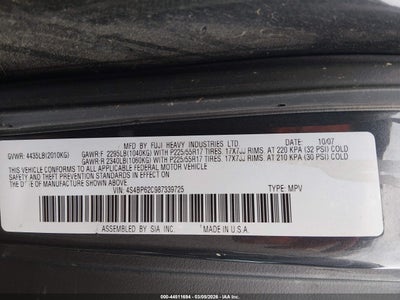 MFD BY FUJI HEAVY INDUSTRIES LTD. DATE: 10/07
GVWR: 4435LB(2010KG) GAWR:F 2295LB(1040KG) WITH P225/55R17 TIRES. 17X7JJ RIMS. AT 220 KPA (32 PSI) COLD
GAWR:R 2340LB(1060KG) WITH P225/55R17 TIRES. 17X7JJ RIMS. AT 210 KPA (30 PSI) COLD
THIS VEHICLE CONFORMS TO ALL APPLICABLE FEDERAL MOTOR VEHICLE
SAFETY AND THEFT PREVENTION STANDARDS IN EFFECT ON THE DATE OF
MANUFACTURE SHOWN ABOVE.
VIN: 4S4BP62C987339725 TYPE: MPV
ASSEMBLED BY SIA INC. MADE IN U.S.A.
000-44511684 - 03/09/2026 - IAA, Inc.